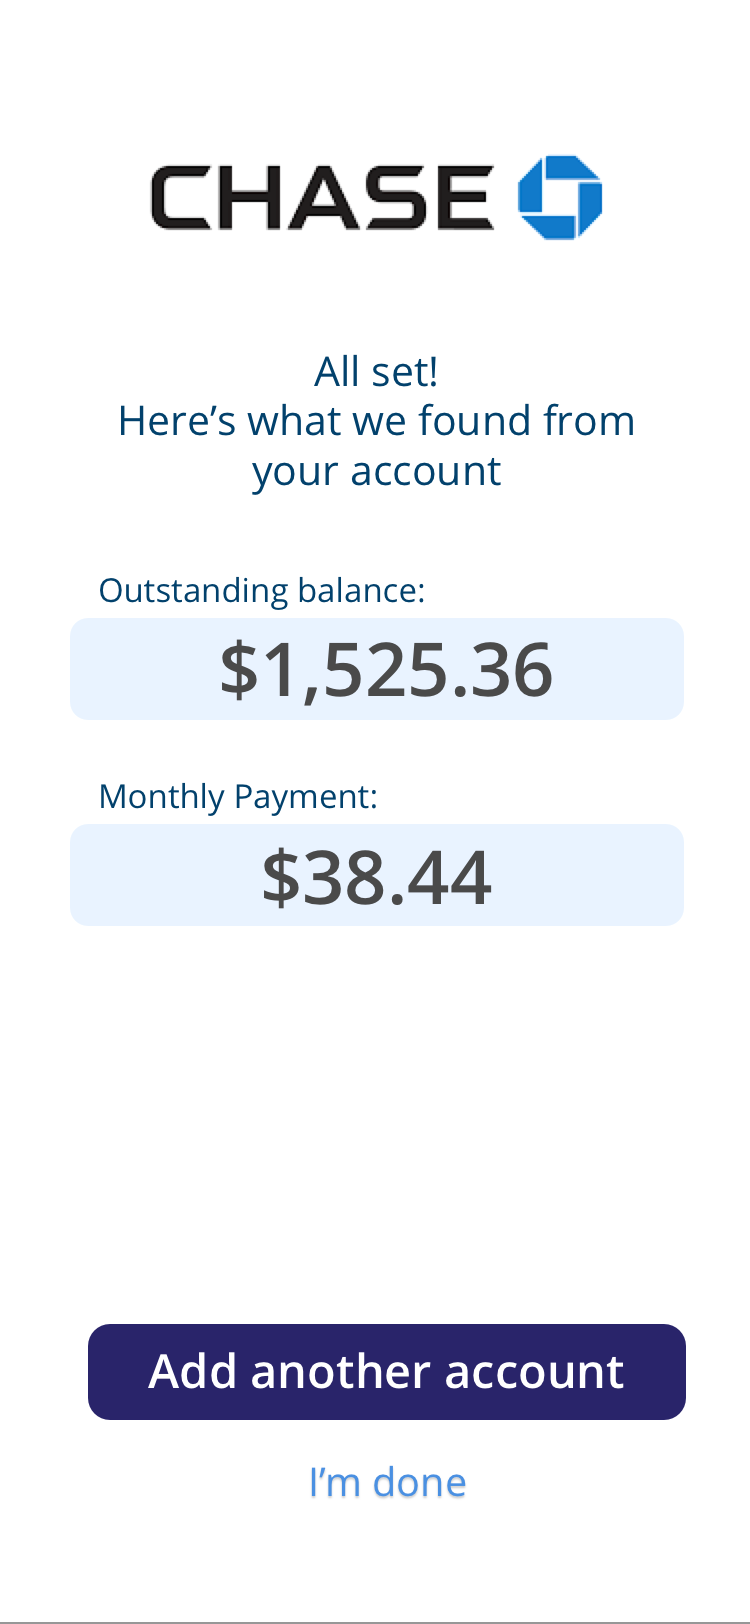 CHASE
All set!
Here’s what we found from
your account
Outstanding balance:
$1,525.36
Monthly Payment:
$38.44
Add another account
I’m done